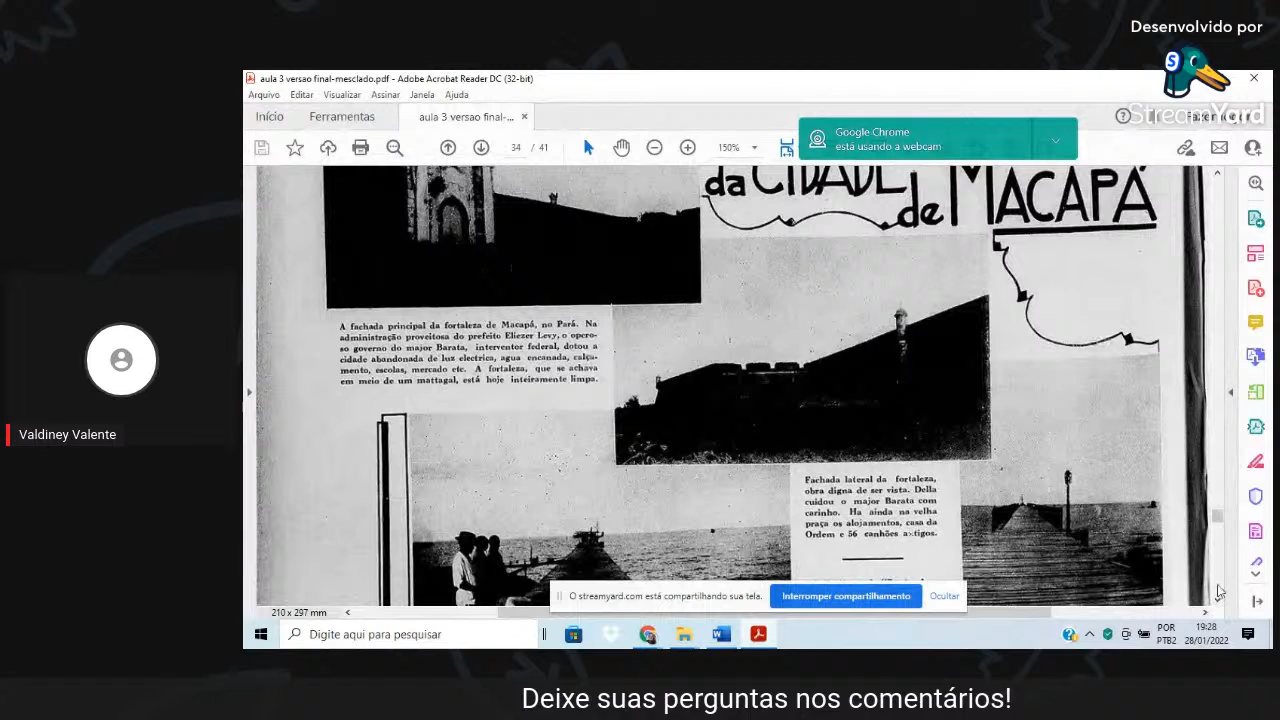 Desenvolvido por
StreamYard
aula 3 versao final-mesclado.pdf - Adobe Acrobat Reader DC (32-bit)
Arquivo Editar Visualizar Assinar Janela Ajuda
Início Ferramentas aula 3 versao final-...
34 / 41 150%
Google Chrome
está usando a webcam
da CIDADE
de MACAPÁ
A fachada principal da fortaleza de Macapá, no Pará. Na
administração proveitosa do prefeito Eliezer Levy, o opero-
so governo do major Barata, interventor federal, dotou a
cidade abandonada de luz electrica, agua encanada, calça-
mento, escolas, mercado etc. A fortaleza, que se achava
em meio de um mattagal, está hoje inteiramente limpa.
Valdiney Valente
Fachada lateral da fortaleza,
obra digna de ser vista. Della
cuidou o major Barata com
carinho. Ha ainda na velha
praça os alojamentos, casa da
Ordem e 56 canhões antigos.
O streamyard.com está compartilhando sua tela. Interromper compartilhamento Ocultar
210 x 297 mm
Digite aqui para pesquisar
POR
PTB2
19:28
28/01/2022
Deixe suas perguntas nos comentários!